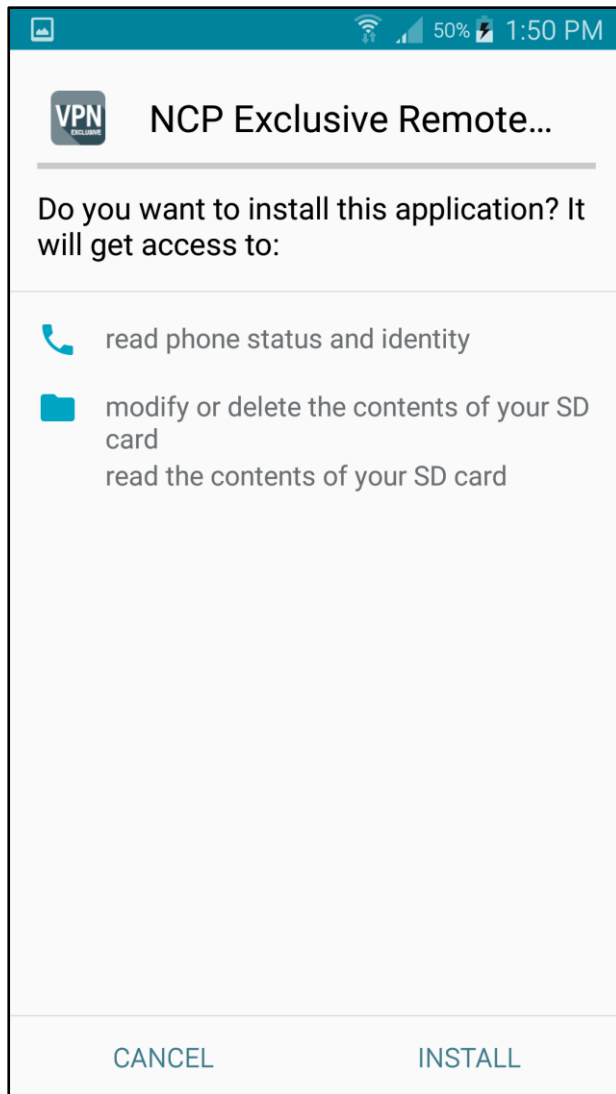 50% 1:50 PM
VPN
EXCLUSIVE
NCP Exclusive Remote...
Do you want to install this application? It
will get access to:
read phone status and identity
modify or delete the contents of your SD
card
read the contents of your SD card
CANCEL INSTALL